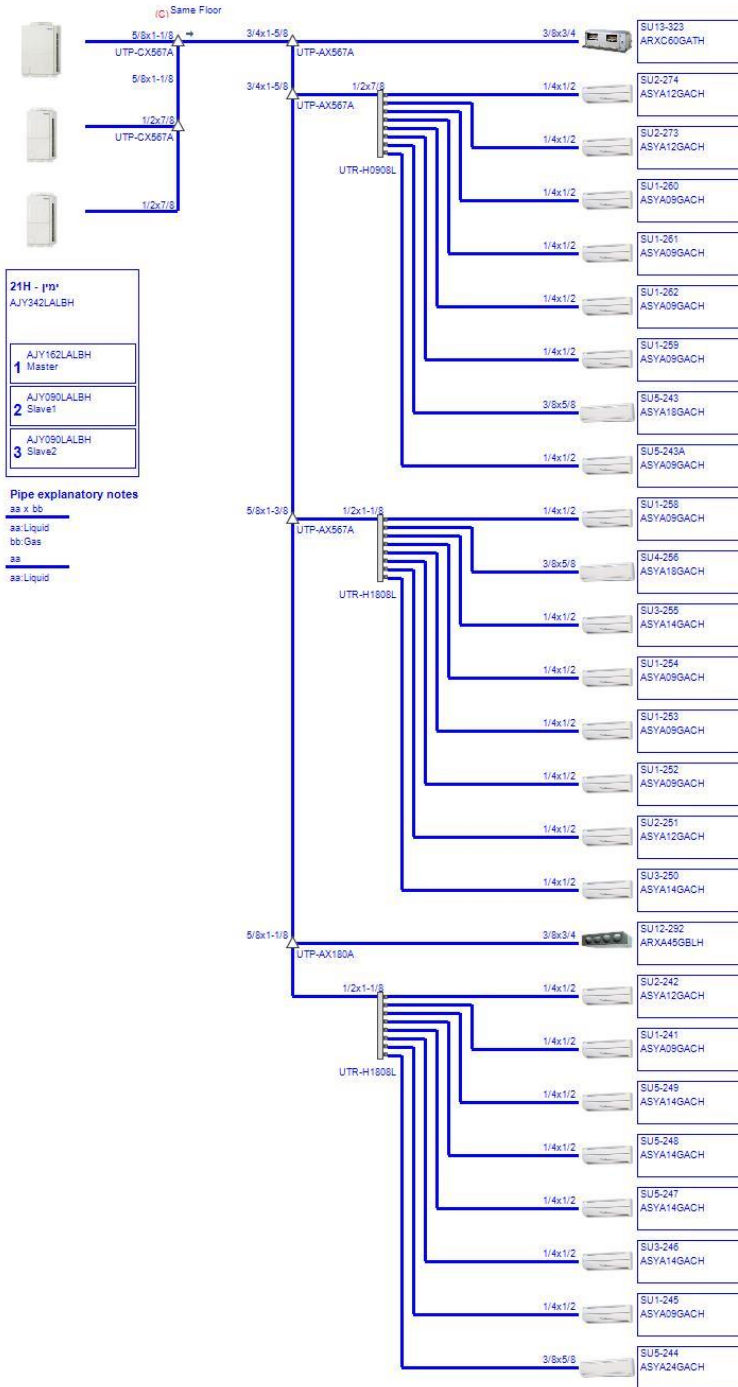 (C) Same Floor
5/8x1-1/8
UTP-CX567A
5/8x1-1/8
1/2x7/8
UTP-CX567A
1/2x7/8
21H - ימין
AJY342LALBH
1 AJY162LALBH
Master
2 AJY090LALBH
Slave1
3 AJY090LALBH
Slave2
Pipe explanatory notes
aa x bb
aa:Liquid
bb:Gas
aa
aa:Liquid
3/4x1-5/8
UTP-AX567A
3/8x3/4
SU13-323
ARXC60GATH
3/4x1-5/8
UTP-AX567A
1/2x7/8
UTR-H0908L
1/4x1/2
SU2-274
ASYA12GACH
1/4x1/2
SU2-273
ASYA12GACH
1/4x1/2
SU1-260
ASYA09GACH
1/4x1/2
SU1-261
ASYA09GACH
1/4x1/2
SU1-262
ASYA09GACH
1/4x1/2
SU1-259
ASYA09GACH
3/8x5/8
SU5-243
ASYA18GACH
1/4x1/2
SU5-243A
ASYA09GACH
5/8x1-3/8
UTP-AX567A
1/2x1-1/8
UTR-H1808L
1/4x1/2
SU1-258
ASYA09GACH
3/8x5/8
SU4-256
ASYA18GACH
1/4x1/2
SU3-255
ASYA14GACH
1/4x1/2
SU1-254
ASYA09GACH
1/4x1/2
SU1-253
ASYA09GACH
1/4x1/2
SU1-252
ASYA09GACH
1/4x1/2
SU2-251
ASYA12GACH
1/4x1/2
SU3-250
ASYA14GACH
5/8x1-1/8
UTP-AX180A
3/8x3/4
SU12-292
ARXA45GBLH
1/2x1-1/8
UTR-H1808L
1/4x1/2
SU2-242
ASYA12GACH
1/4x1/2
SU1-241
ASYA09GACH
1/4x1/2
SU5-249
ASYA14GACH
1/4x1/2
SU5-248
ASYA14GACH
1/4x1/2
SU5-247
ASYA14GACH
1/4x1/2
SU3-246
ASYA14GACH
1/4x1/2
SU1-245
ASYA09GACH
3/8x5/8
SU5-244
ASYA24GACH